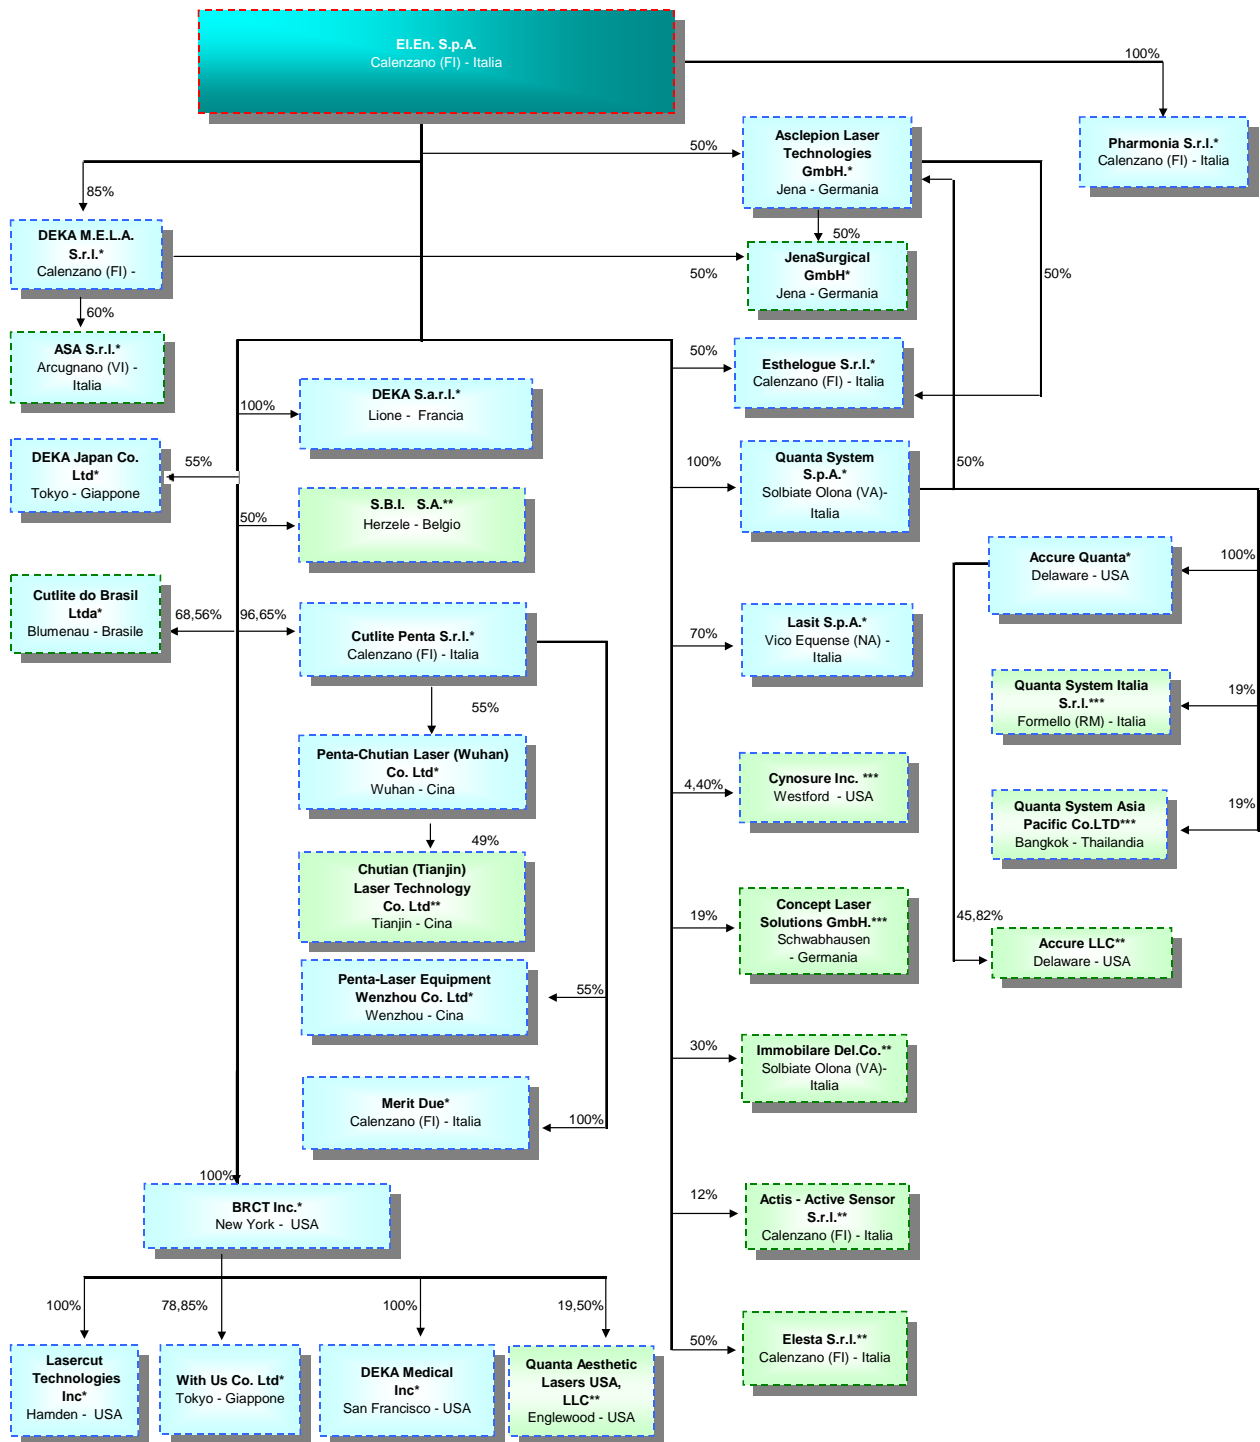 El.En. S.p.A.
Calenzano (FI) - Italia
100%
Pharmonia S.r.l.*
Calenzano (FI) - Italia
50%
Asclepion Laser
Technologies
GmbH.*
Jena - Germania
85%
DEKA M.E.L.A.
S.r.l.*
Calenzano (FI) -
50%
50%
JenaSurgical
GmbH*
Jena - Germania
50%
60%
ASA S.r.l.*
Arcugnano (VI) -
Italia
50%
Esthelogue S.r.l.*
Calenzano (FI) - Italia
100%
DEKA S.a.r.l.*
Lione - Francia
55%
DEKA Japan Co.
Ltd*
Tokyo - Giappone
100%
Quanta System
S.p.A.*
Solbiate Olona (VA)-
Italia
50%
50%
S.B.I. S.A.**
Herzele - Belgio
Accure Quanta*
Delaware - USA
100%
Cutlite do Brasil
Ltda*
Blumenau - Brasile
68,56%
96,65%
Cutlite Penta S.r.l.*
Calenzano (FI) - Italia
70%
Lasit S.p.A.*
Vico Equense (NA) -
Italia
Quanta System Italia
S.r.l.***
Formello (RM) - Italia
19%
55%
Penta-Chutian Laser (Wuhan)
Co. Ltd*
Wuhan - Cina
4,40%
Cynosure Inc. ***
Westford - USA
Quanta System Asia
Pacific Co.LTD***
Bangkok - Thailandia
19%
49%
Chutian (Tianjin)
Laser Technology
Co. Ltd**
Tianjin - Cina
19%
Concept Laser
Solutions GmbH.***
Schwabhausen
- Germania
45,82%
Accure LLC**
Delaware - USA
Penta-Laser Equipment
Wenzhou Co. Ltd*
Wenzhou - Cina
55%
30%
Immobilare Del.Co.**
Solbiate Olona (VA)-
Italia
Merit Due*
Calenzano (FI) - Italia
100%
100%
BRCT Inc.*
New York - USA
12%
Actis - Active Sensor
S.r.l.**
Calenzano (FI) - Italia
100%
78,85%
100%
19,50%
50%
Elesta S.r.l.**
Calenzano (FI) - Italia
Lasercut
Technologies
Inc*
Hamden - USA
With Us Co. Ltd*
Tokyo - Giappone
DEKA Medical
Inc*
San Francisco - USA
Quanta Aesthetic
Lasers USA,
LLC**
Englewood - USA